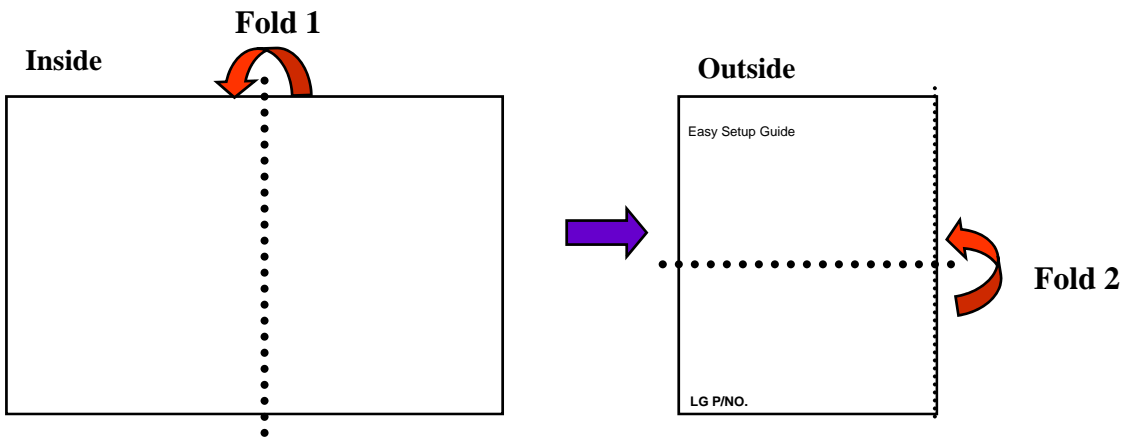 Fold 1
Inside
Outside
Easy Setup Guide
Fold 2
LG P/NO.